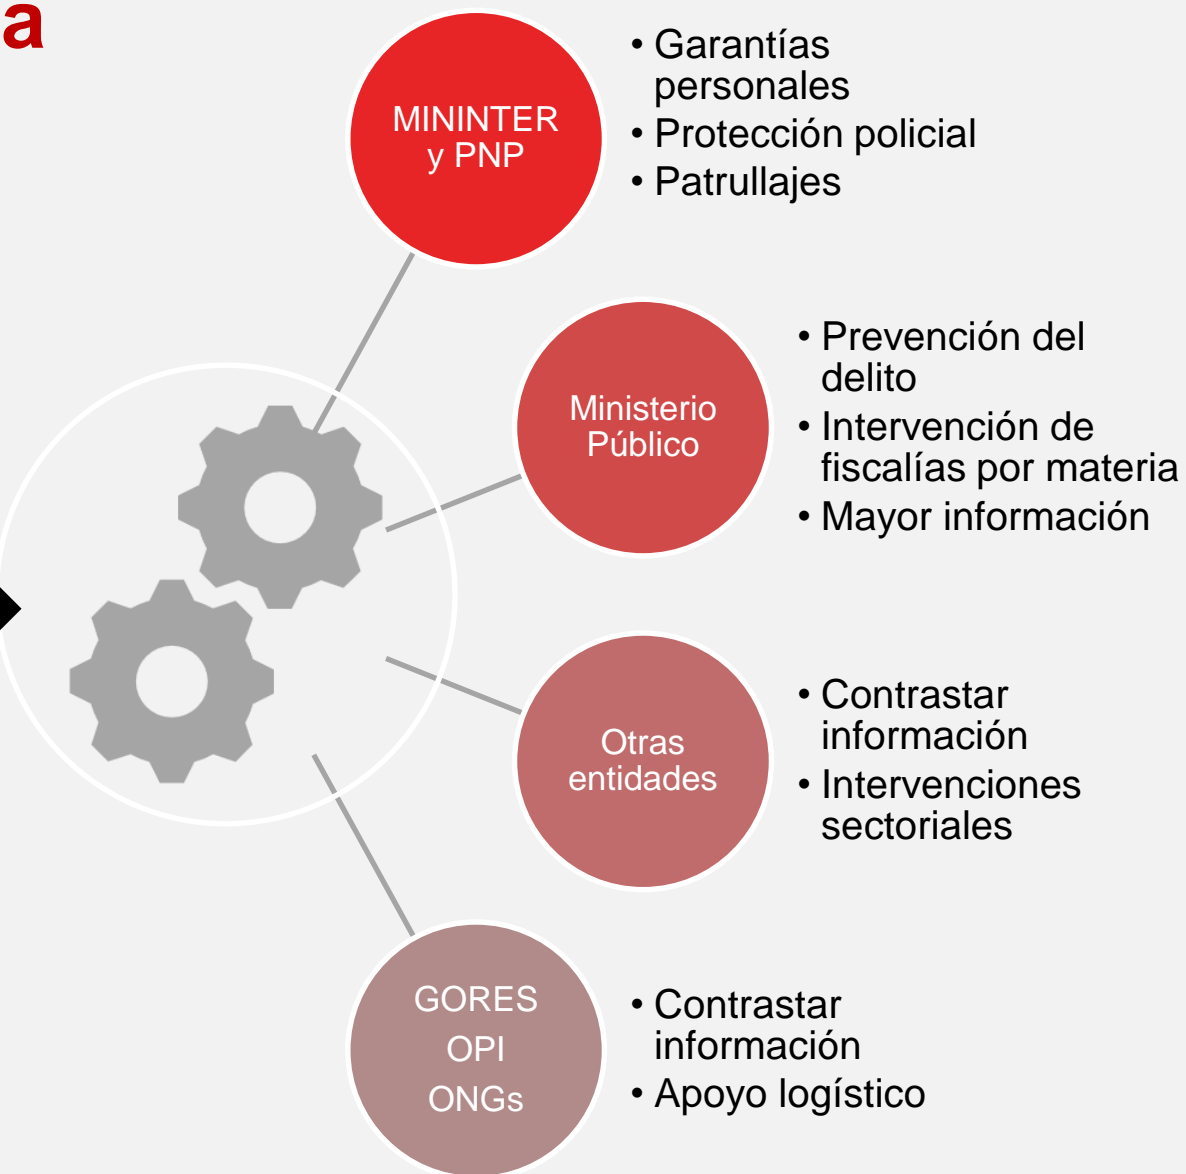 a
MININTER
y PNP
• Garantías
personales
• Protección policial
• Patrullajes
Ministerio
Público
• Prevención del
delito
• Intervención de
fiscalías por materia
• Mayor información
Otras
entidades
• Contrastar
información
• Intervenciones
sectoriales
GORES
OPI
ONGs
• Contrastar
información
• Apoyo logístico